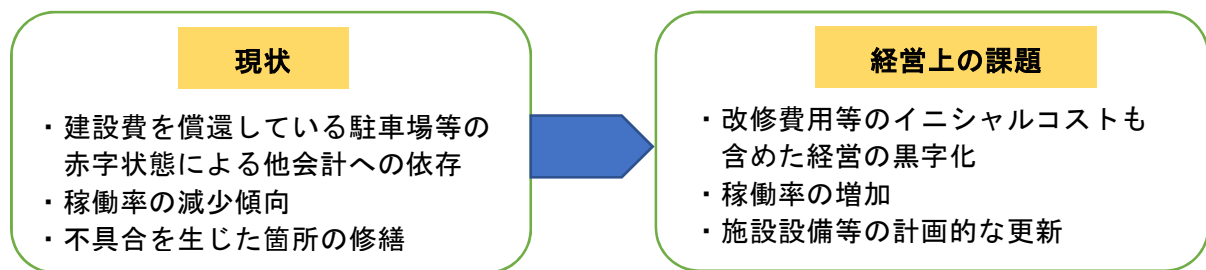 現状
・建設費を償還している駐車場等の
赤字状態による他会計への依存
・稼働率の減少傾向
・不具合を生じた箇所の修繕
経営上の課題
・改修費用等のイニシャルコストも
含めた経営の黒字化
・稼働率の増加
・施設設備等の計画的な更新